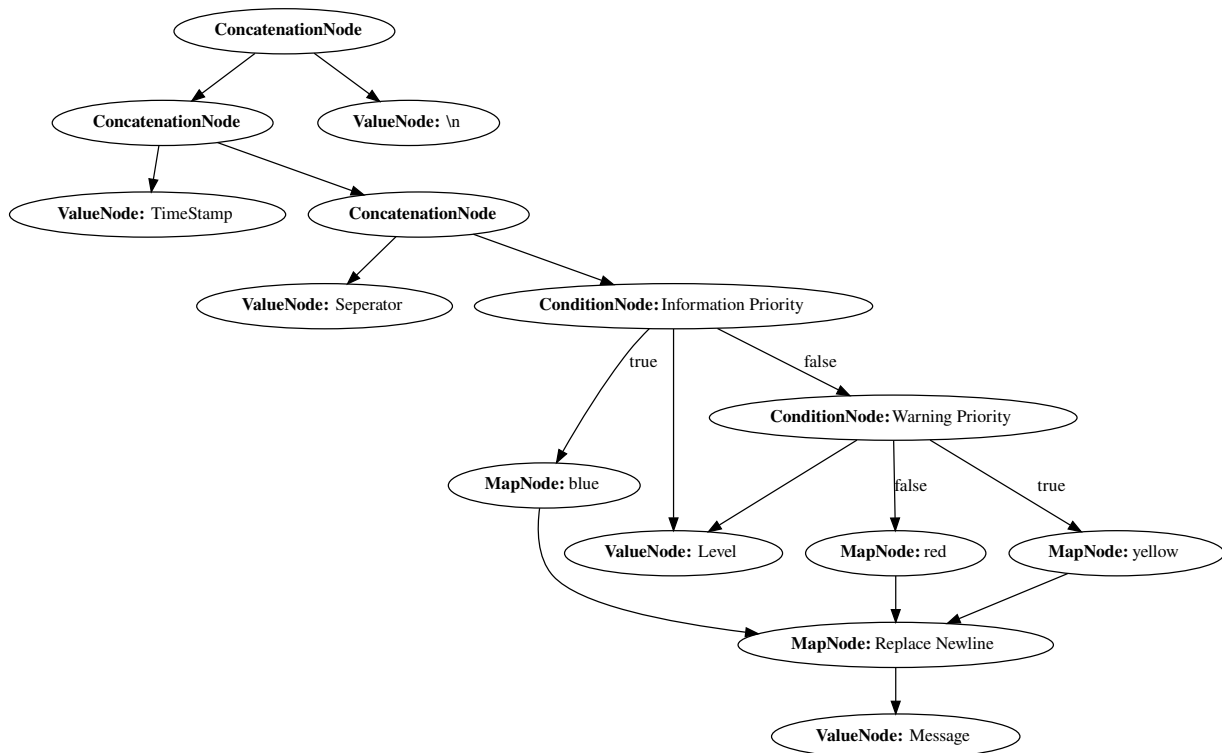 ConcatenationNode
ConcatenationNode
ValueNode: \n
ValueNode: TimeStamp
ConcatenationNode
ValueNode: Seperator
ConditionNode: Information Priority
true
false
ConditionNode: Warning Priority
MapNode: blue
false
true
ValueNode: Level
MapNode: red
MapNode: yellow
MapNode: Replace Newline
ValueNode: Message